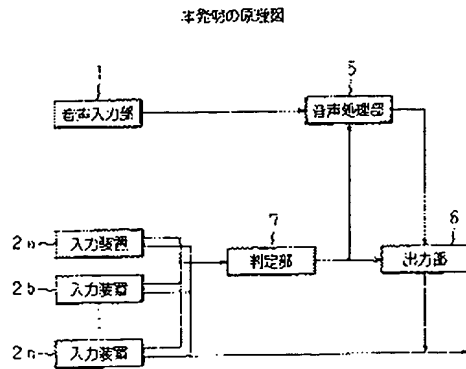 本発明の原理図
1
5
音声入力部
音声処理部
7
6
2a
入力装置
判定部
出力部
2b
入力装置
⋮
2n
入力装置